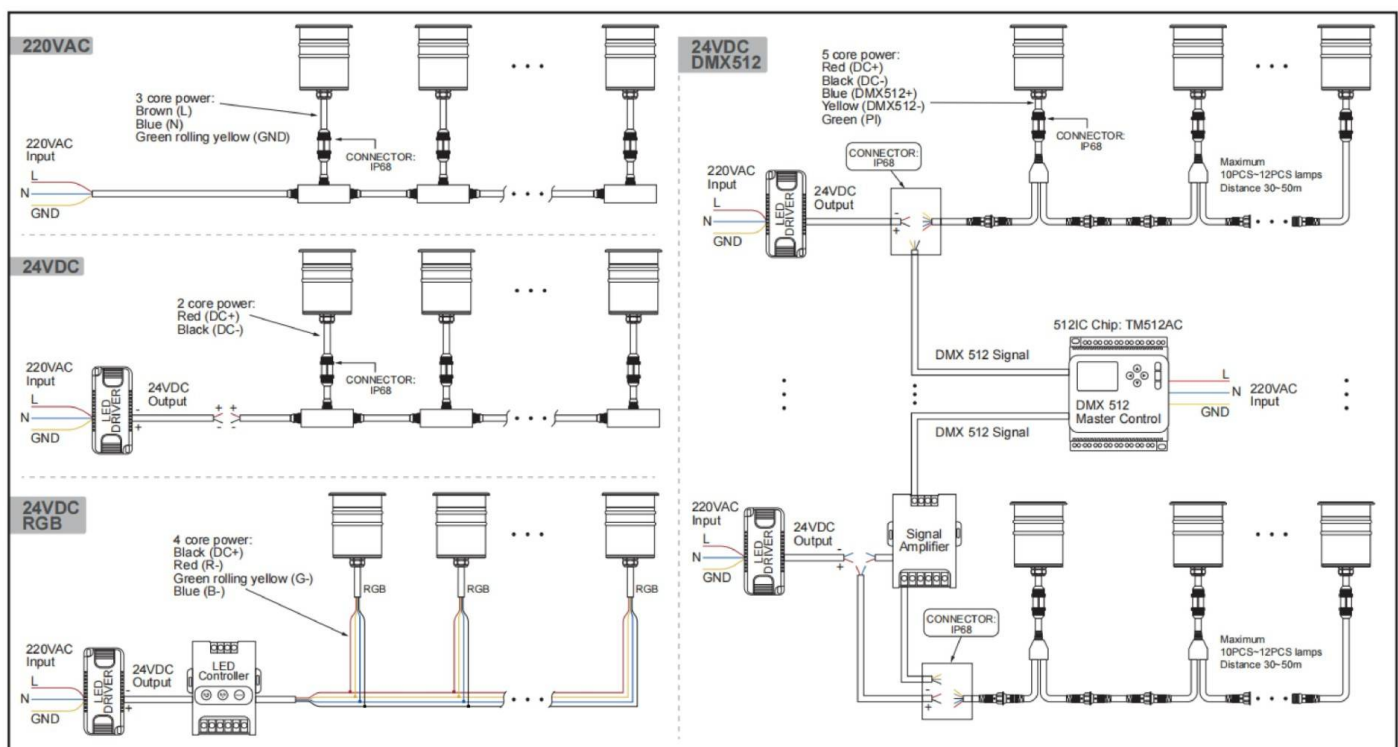 220VAC
3 core power:
Brown (L)
Blue (N)
Green rolling yellow (GND)
CONNECTOR:
IP68
220VAC
Input
L
N
GND
24VDC
2 core power:
Red (DC+)
Black (DC-)
CONNECTOR:
IP68
220VAC
Input
L
N
GND
LED
DRIVER
24VDC
Output
-
+
+ +
- -
24VDC
RGB
4 core power:
Black (DC+)
Red (R-)
Green rolling yellow (G-)
Blue (B-)
RGB
RGB
RGB
220VAC
Input
L
N
GND
LED
DRIVER
24VDC
Output
-
+
LED
Controller
24VDC
DMX512
5 core power:
Red (DC+)
Black (DC-)
Blue (DMX512+)
Yellow (DMX512-)
Green (PI)
CONNECTOR:
IP68
CONNECTOR:
IP68
Maximum
10PCS~12PCS lamps
Distance 30~50m
220VAC
Input
L
N
GND
LED
DRIVER
24VDC
Output
-
+
512IC Chip: TM512AC
DMX 512 Signal
DMX 512
Master Control
L
N
GND
220VAC
Input
DMX 512 Signal
220VAC
Input
L
N
GND
LED
DRIVER
24VDC
Output
-
+
Signal
Amplifier
CONNECTOR:
IP68
-
+
Maximum
10PCS~12PCS lamps
Distance 30~50m